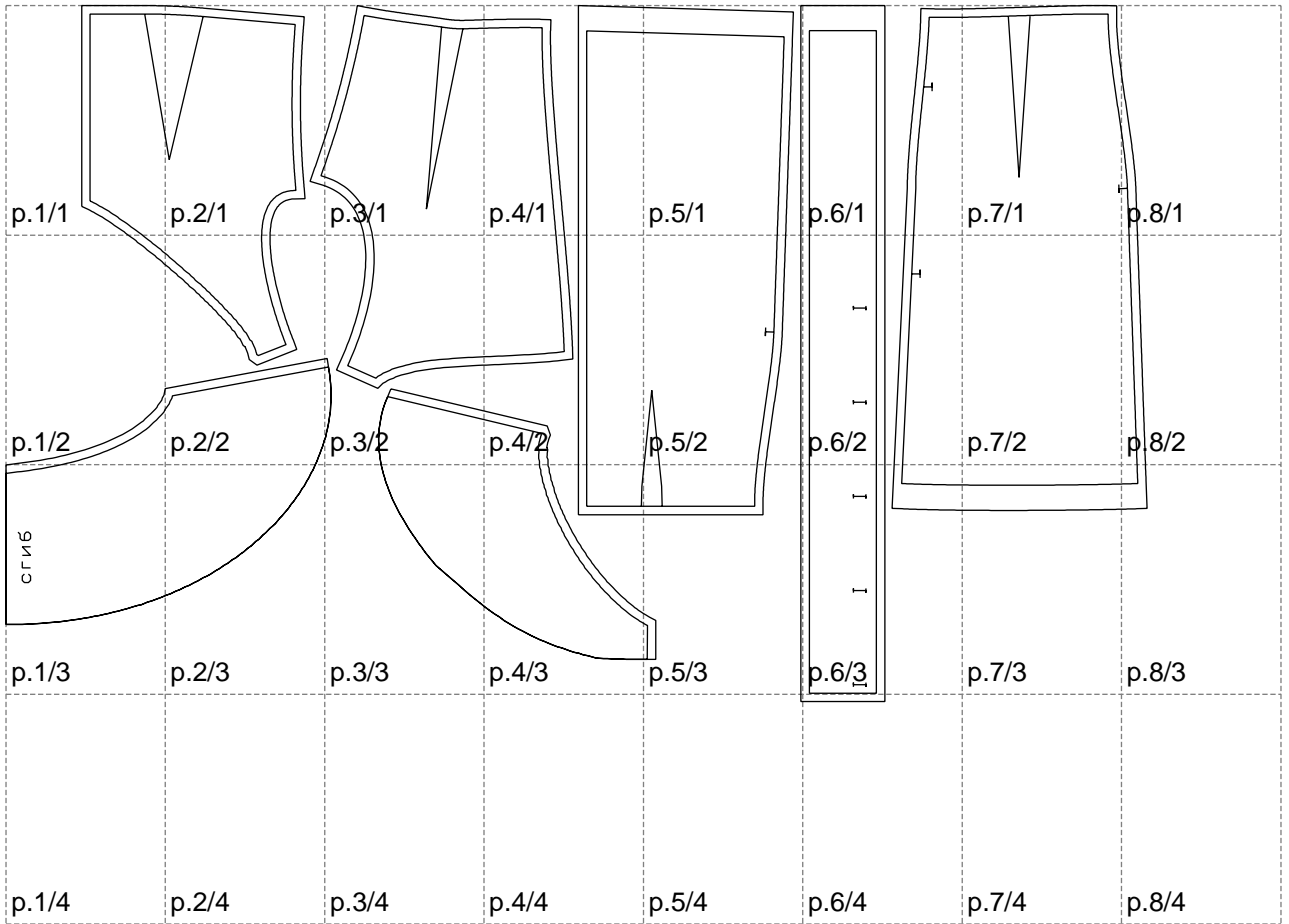 p.1/1 p.2/1 p.3/1 p.4/1 p.5/1 p.6/1 p.7/1 p.8/1
p.1/2 p.2/2 p.3/2 p.4/2 p.5/2 p.6/2 p.7/2 p.8/2
сгиб
p.1/3 p.2/3 p.3/3 p.4/3 p.5/3 p.6/3 p.7/3 p.8/3
p.1/4 p.2/4 p.3/4 p.4/4 p.5/4 p.6/4 p.7/4 p.8/4